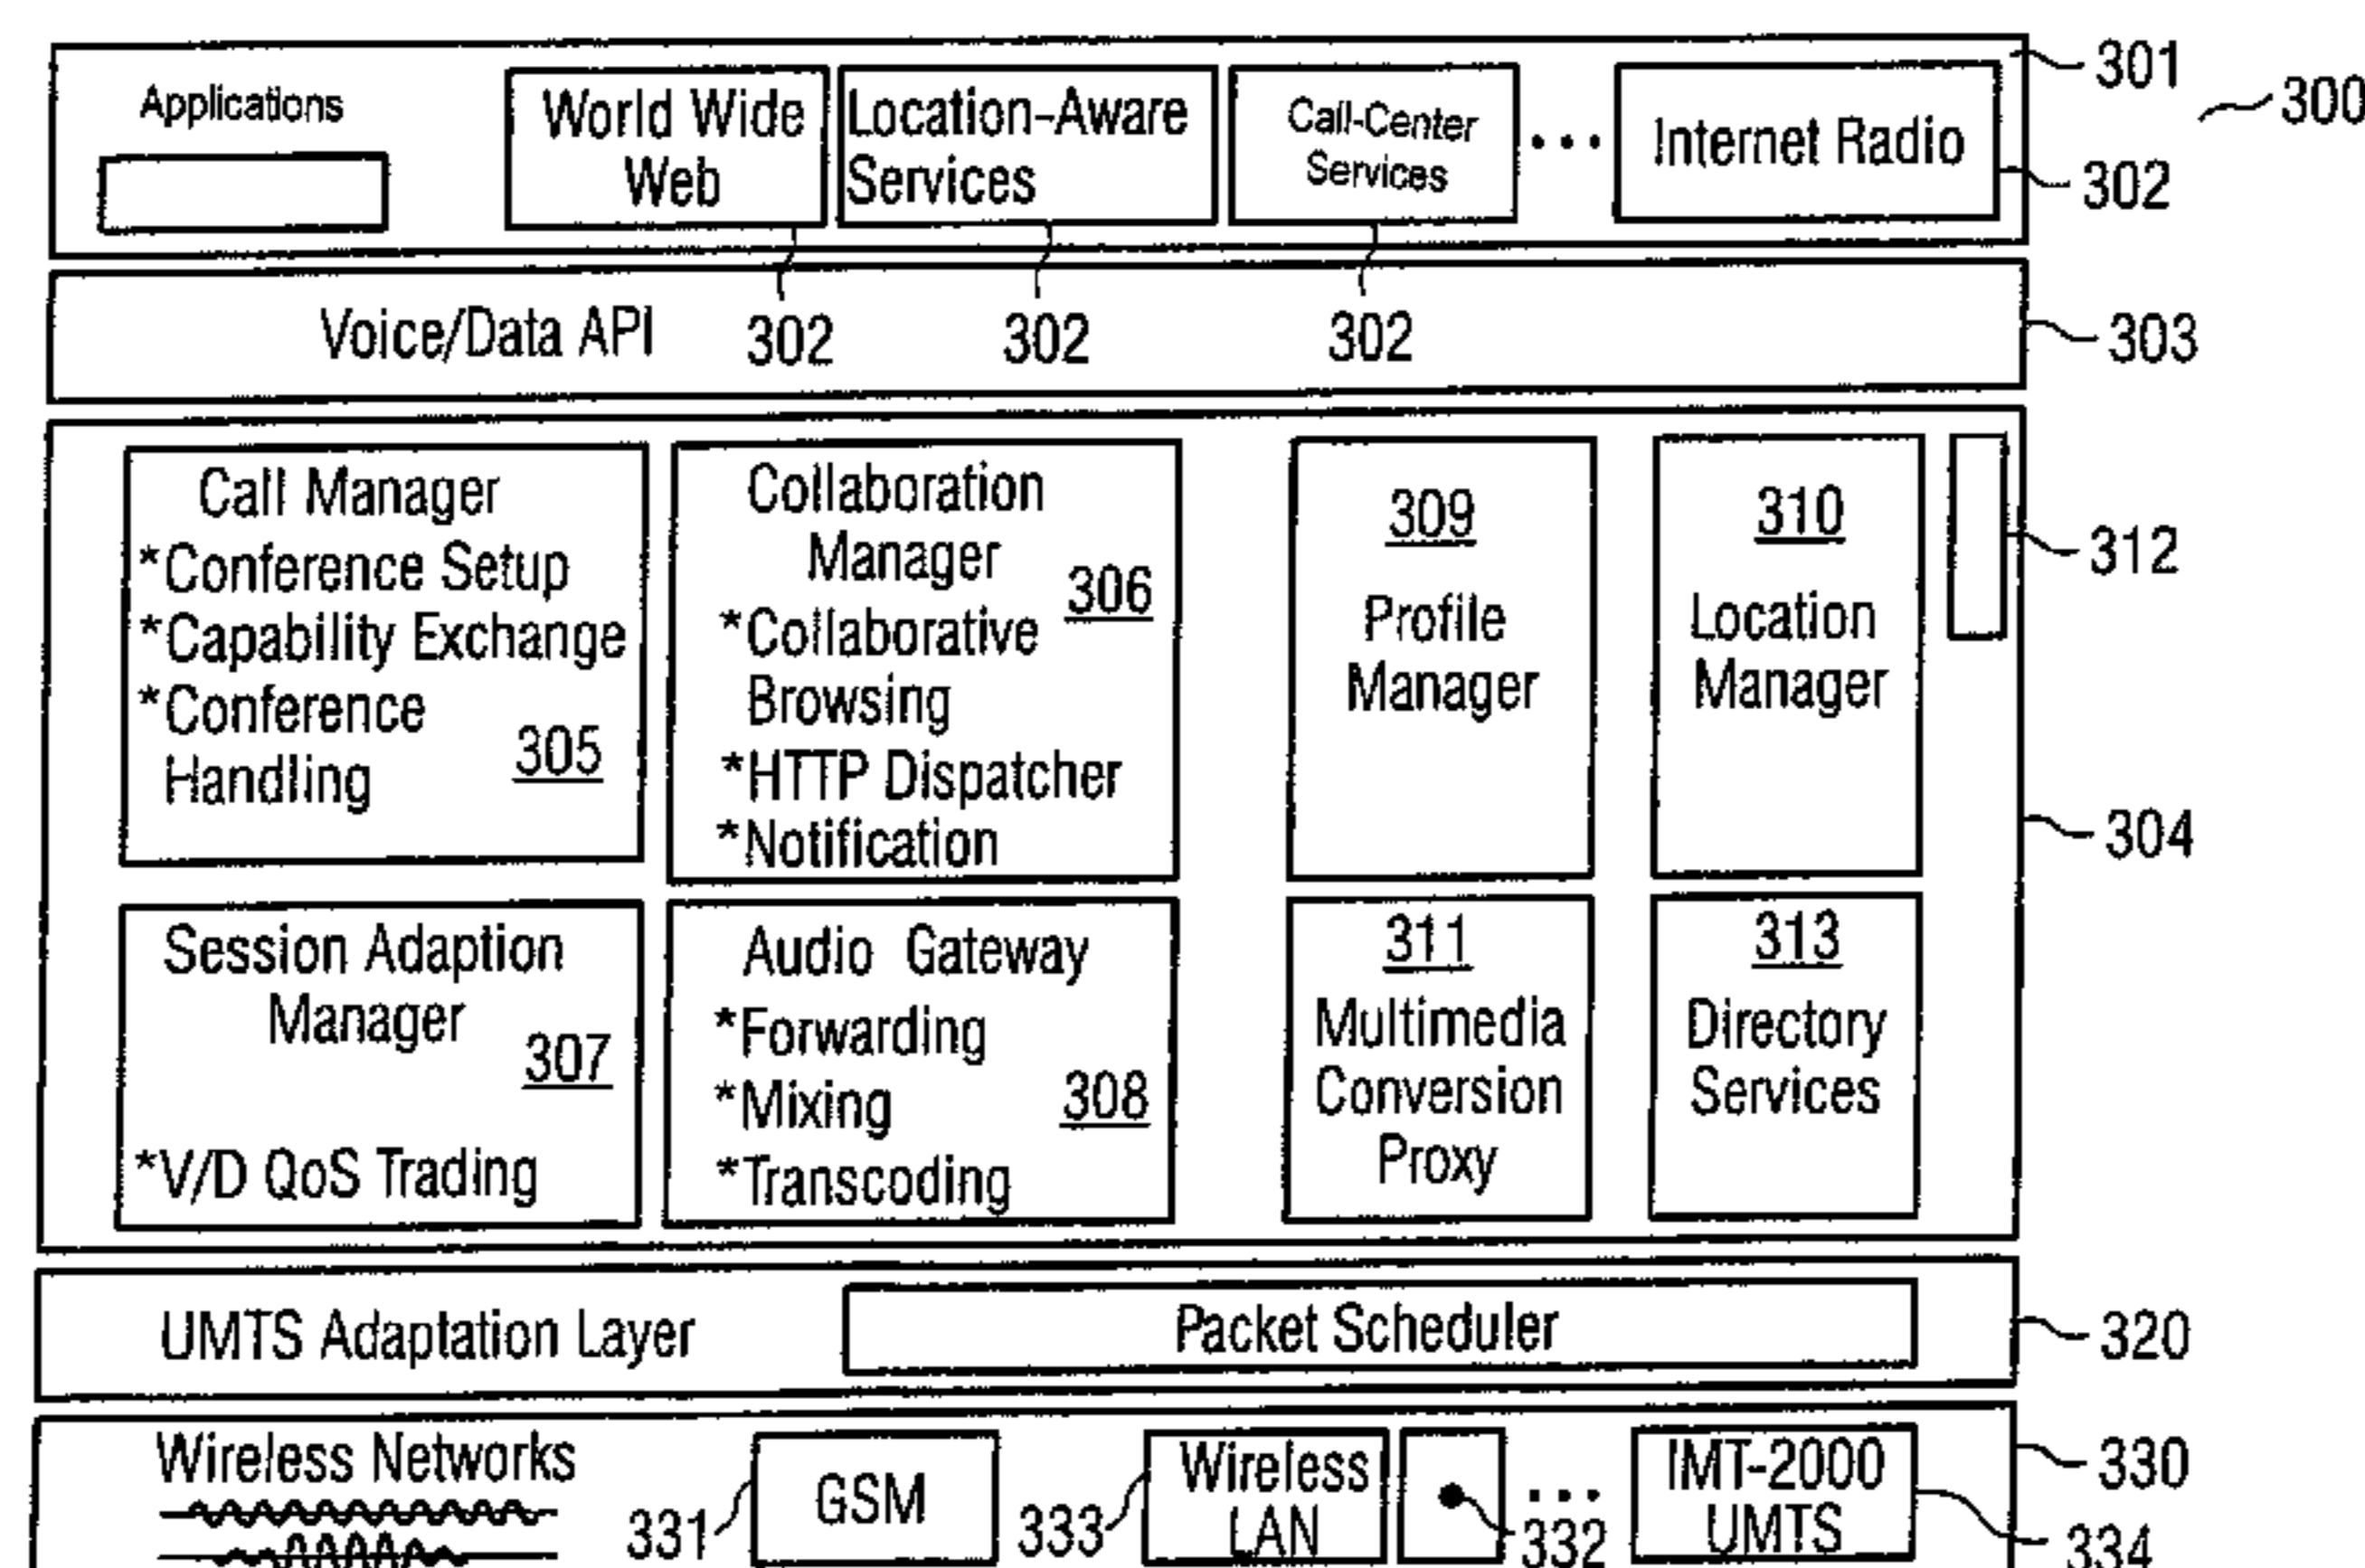 301
300
Applications
World Wide
Web
Location-Aware
Services
Call-Center
Services
...
Internet Radio
302
Voice/Data API
302
302
302
303
Call Manager
*Conference Setup
*Capability Exchange
*Conference
Handling
305
Collaboration
Manager
306
*Collaborative
Browsing
*HTTP Dispatcher
*Notification
309
Profile
Manager
310
Location
Manager
312
304
Session Adaption
Manager
307
*V/D QoS Trading
Audio Gateway
*Forwarding
*Mixing
308
*Transcoding
311
Multimedia
Conversion
Proxy
313
Directory
Services
UMTS Adaptation Layer
Packet Scheduler
320
Wireless Networks
331
GSM
333
Wireless
LAN
332
...
IMT-2000
UMTS
330
334